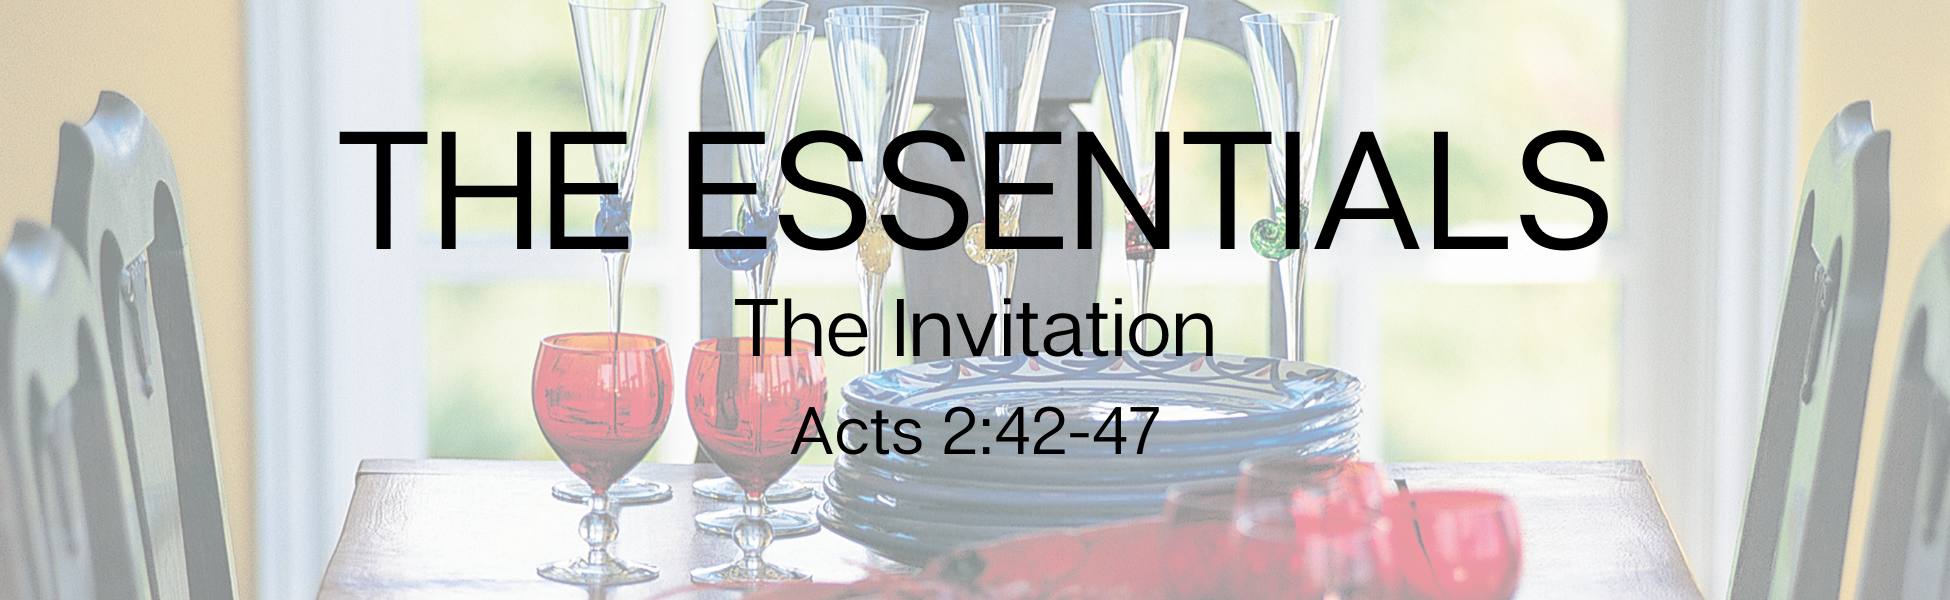 THE ESSENTIALS
The Invitation
Acts 2:42-47